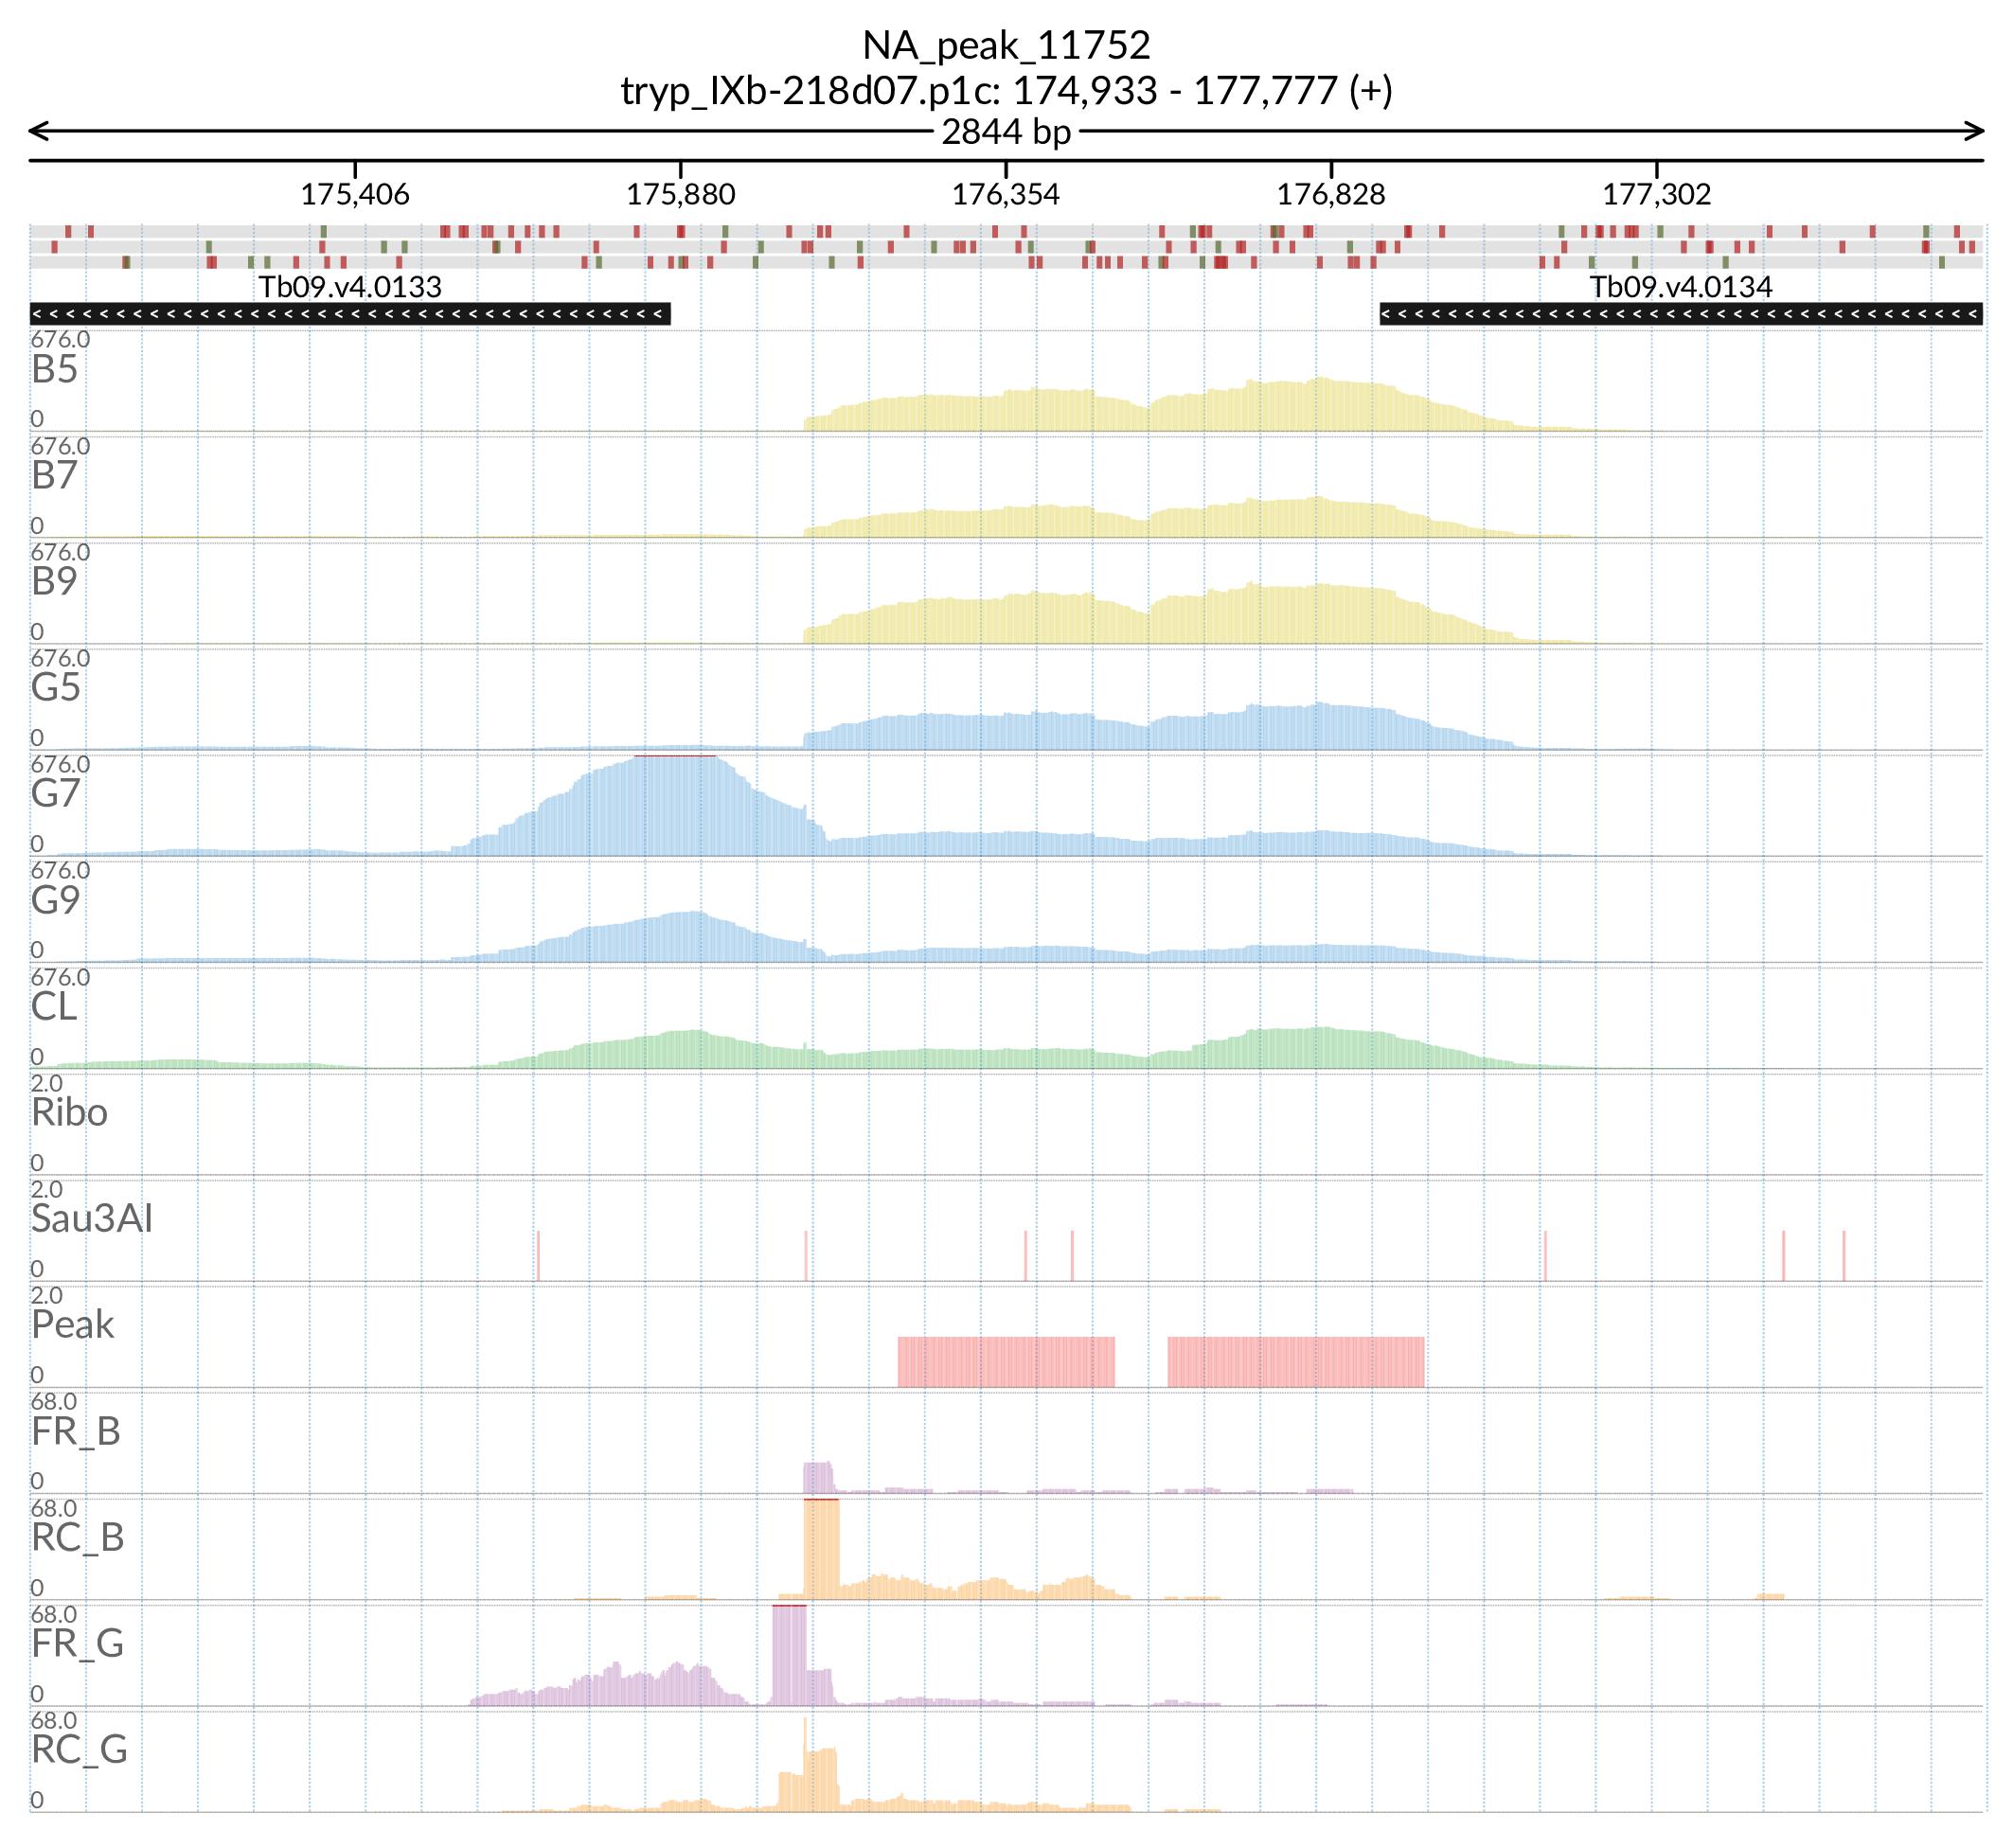 NA_peak_11752
tryp_IXb-218d07.p1c: 174,933 - 177,777 (+)
2844 bp
175,406 175,880 176,354 176,828 177,302
Tb09.v4.0133 Tb09.v4.0134
676.0
B5
0
676.0
B7
0
676.0
B9
0
676.0
G5
0
676.0
G7
0
676.0
G9
0
676.0
CL
0
2.0
Ribo
0
2.0
Sau3AI
0
2.0
Peak
0
68.0
FR_B
0
68.0
RC_B
0
68.0
FR_G
0
68.0
RC_G
0